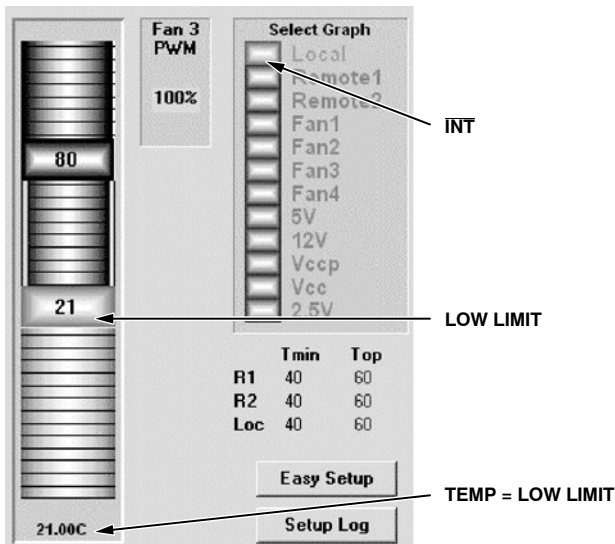 Fan 3
PWM
100%
Select Graph
Local
Remote1
Remote2
Fan1
Fan2
Fan3
Fan4
5V
12V
Vccp
Vcc
2.5V
INT
80
21
LOW LIMIT
Tmin Top
R1 40 60
R2 40 60
Loc 40 60
Easy Setup
Setup Log
21.00C
TEMP = LOW LIMIT